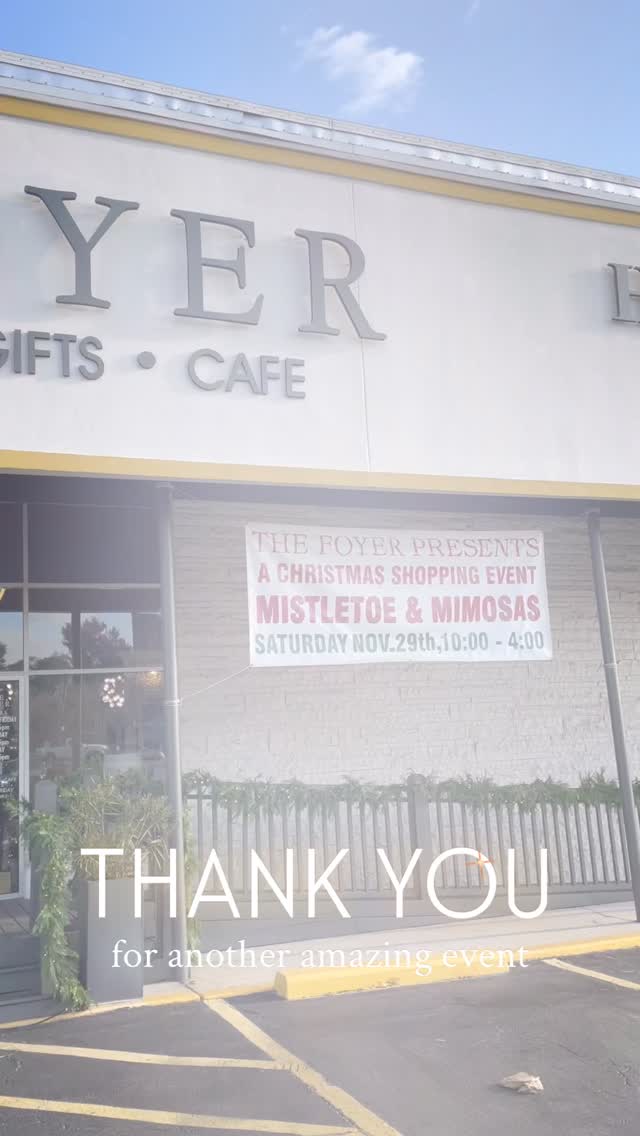 YER
GIFTS • CAFE
THE FOYER PRESENTS
A CHRISTMAS SHOPPING EVENT
MISTLETOE & MIMOSAS
SATURDAY NOV.29th,10:00 - 4:00
THANK YOU
for another amazing event